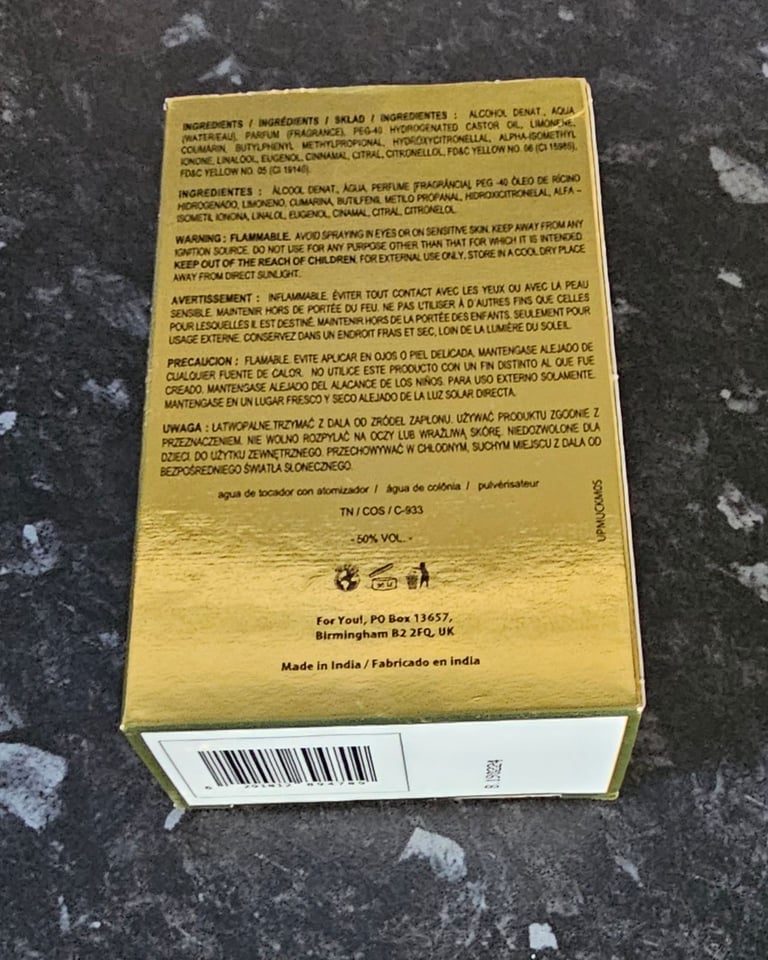 INGREDIENTS / INGRÉDIENTS / SKŁAD / INGREDIENTES : ALCOHOL DENAT., AQUA
(WATER/EAU), PARFUM (FRAGRANCE), PEG-40 HYDROGENATED CASTOR OIL, LIMONENE,
COUMARIN, BUTYLPHENYL METHYLPROPIONAL, HYDROXYCITRONELLAL, ALPHA-ISOMETHYL
IONONE, LINALOOL, EUGENOL, CINNAMAL, CITRAL, CITRONELLOL, FD&C YELLOW NO. 06 (CI 15985),
FD&C YELLOW NO. 05 (CI 19140).
INGREDIENTES : ÁLCOOL DENAT., ÁGUA, PERFUME [FRAGRÂNCIA], PEG -40 ÓLEO DE RÍCINO
HIDROGENADO, LIMONENO, CUMARINA, BUTILFENIL METILO PROPANAL, HIDROXICITRONELAL, ALFA –
ISOMETIL IONONA, LINALOL, EUGENOL, CINAMAL, CITRAL, CITRONELOL.
WARNING : FLAMMABLE. AVOID SPRAYING IN EYES OR ON SENSITIVE SKIN. KEEP AWAY FROM ANY
IGNITION SOURCE. DO NOT USE FOR ANY PURPOSE OTHER THAN THAT FOR WHICH IT IS INTENDED.
KEEP OUT OF THE REACH OF CHILDREN. FOR EXTERNAL USE ONLY. STORE IN A COOL DRY PLACE
AWAY FROM DIRECT SUNLIGHT.
AVERTISSEMENT : INFLAMMABLE. ÉVITER TOUT CONTACT AVEC LES YEUX OU AVEC LA PEAU
SENSIBLE. MAINTENIR HORS DE PORTÉE DU FEU. NE PAS L'UTILISER À D'AUTRES FINS QUE CELLES
POUR LESQUELLES IL EST DESTINÉ. MAINTENIR HORS DE LA PORTÉE DES ENFANTS. SEULEMENT POUR
USAGE EXTERNE. CONSERVEZ DANS UN ENDROIT FRAIS ET SEC, LOIN DE LA LUMIÈRE DU SOLEIL.
PRECAUCION : FLAMABLE. EVITE APLICAR EN OJOS O PIEL DELICADA. MANTENGASE ALEJADO DE
CUALQUIER FUENTE DE CALOR. NO UTILICE ESTE PRODUCTO CON UN FIN DISTINTO AL QUE FUE
CREADO. MANTENGASE ALEJADO DEL ALACANCE DE LOS NIÑOS. PARA USO EXTERNO SOLAMENTE.
MANTENGASE EN UN LUGAR FRESCO Y SECO ALEJADO DE LA LUZ SOLAR DIRECTA.
UWAGA : ŁATWOPALNE.TRZYMAĆ Z DALA OD ŹRÓDEŁ ZAPŁONU. UŻYWAĆ PRODUKTU ZGODNIE Z
PRZEZNACZENIEM. NIE WOLNO ROZPYLAĆ NA OCZY LUB WRAŻLIWĄ SKÓRĘ. NIEDOZWOLONE DLA
DZIECI. DO UŻYTKU ZEWNĘTRZNEGO. PRZECHOWYWAĆ W CHŁODNYM, SUCHYM MIEJSCU Z DALA OD
BEZPOŚREDNIEGO ŚWIATŁA SŁONECZNEGO.
agua de tocador con atomizador / água de colônia / pulvérisateur
TN / COS / C-933
- 50% VOL. -
UPMUCKM0S
For You!, PO Box 13657,
Birmingham B2 2FQ, UK
Made in India / Fabricado en india
6 291012 894789
B 190224